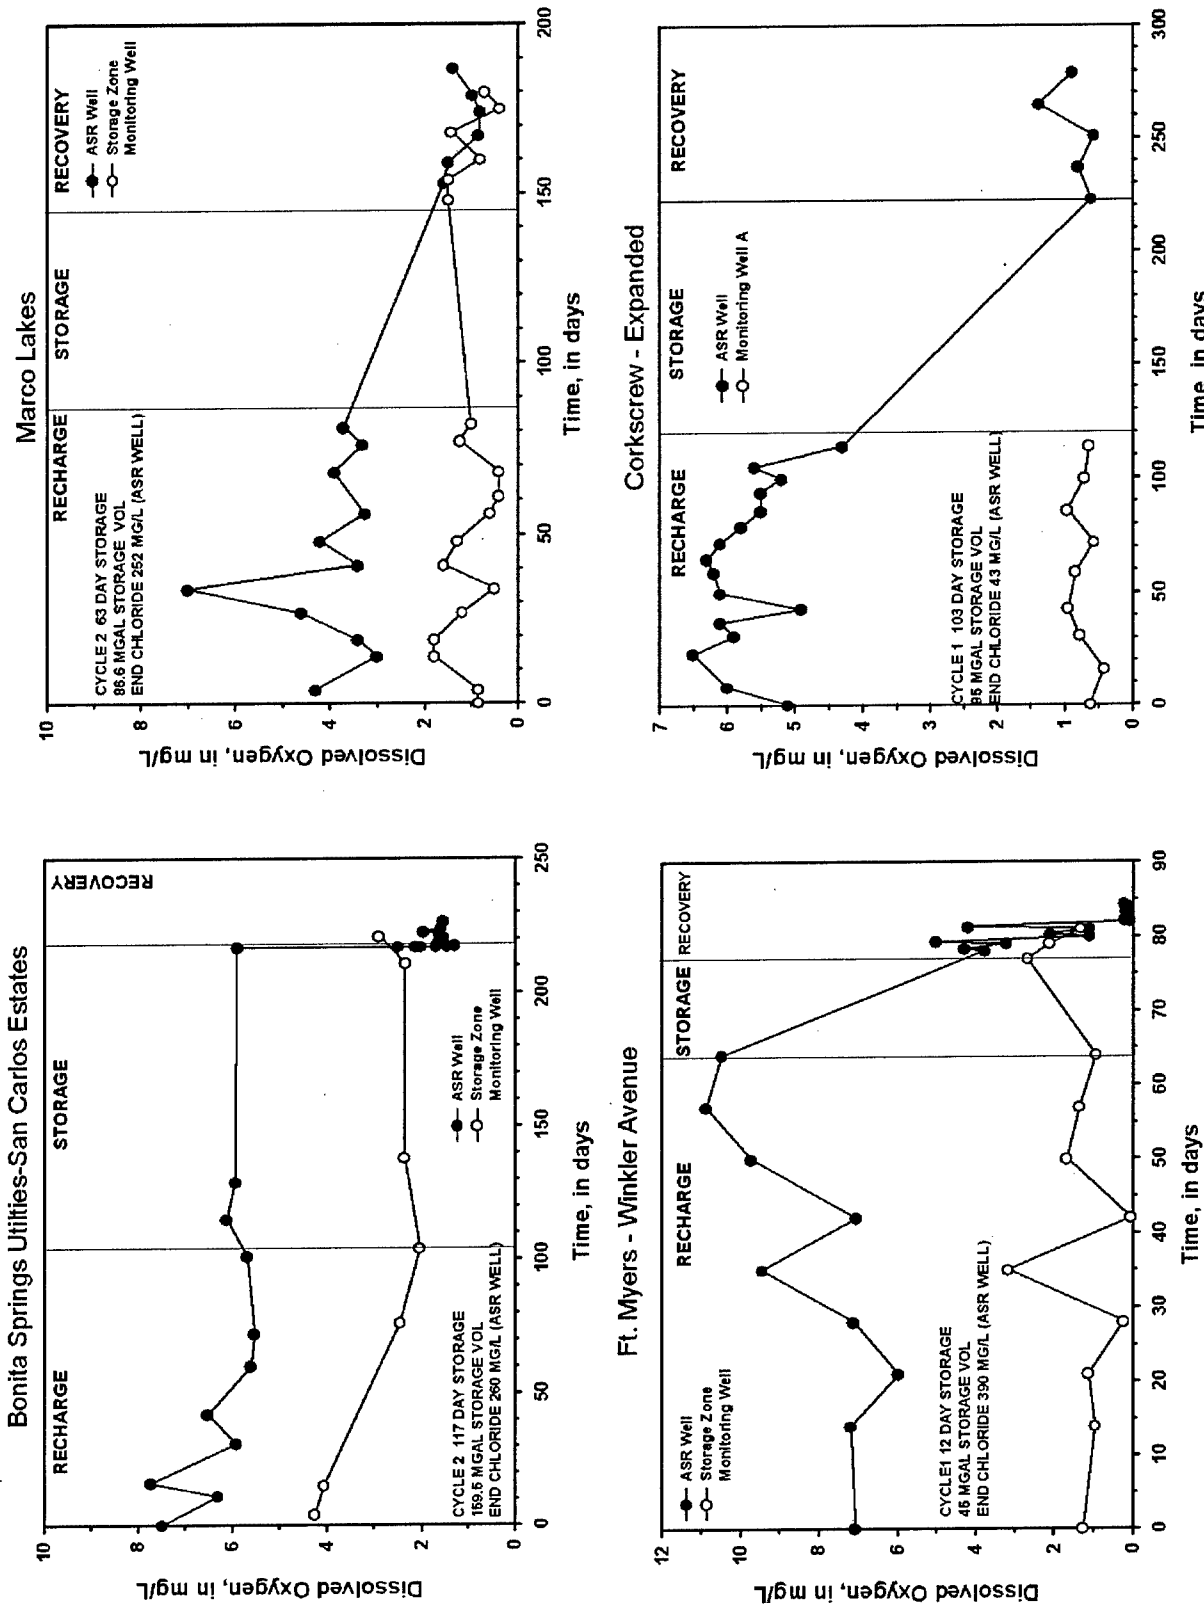 Bonita Springs Utilties-San Carlos Estates
RECHARGE
STORAGE
RECOVERY
CYCLE 2 117 DAY STORAGE
159.5 MGAL STORAGE VOL
END CHLORIDE 260 MG/L (ASR WELL)
ASR Well
Storage Zone
Monitoring Well
Dissolved Oxygen, in mg/L
10
8
6
4
2
0
0
50
100
150
200
250
Time, in days
Marco Lakes
RECHARGE
STORAGE
RECOVERY
CYCLE 2 63 DAY STORAGE
86.6 MGAL STORAGE VOL
END CHLORIDE 252 MG/L (ASR WELL)
ASR Well
Storage Zone
Monitoring Well
Dissolved Oxygen, in mg/L
10
8
6
4
2
0
0
50
100
150
200
Time, in days
Ft. Myers - Winkler Avenue
ASR Well
Storage Zone
Monitoring Well
RECHARGE
STORAGE
RECOVERY
CYCLE1 12 DAY STORAGE
45 MGAL STORAGE VOL
END CHLORIDE 390 MG/L (ASR WELL)
Dissolved Oxygen, in mg/L
12
10
8
6
4
2
0
0
10
20
30
40
50
60
70
80
90
Time, in days
Corkscrew - Expanded
RECHARGE
STORAGE
RECOVERY
ASR Well
Monitoring Well A
CYCLE 1 103 DAY STORAGE
95 MGAL STORAGE VOL
END CHLORIDE 43 MG/L (ASR WELL)
Dissolved Oxygen, in mg/L
7
6
5
4
3
2
1
0
0
50
100
150
200
250
300
Time, in days